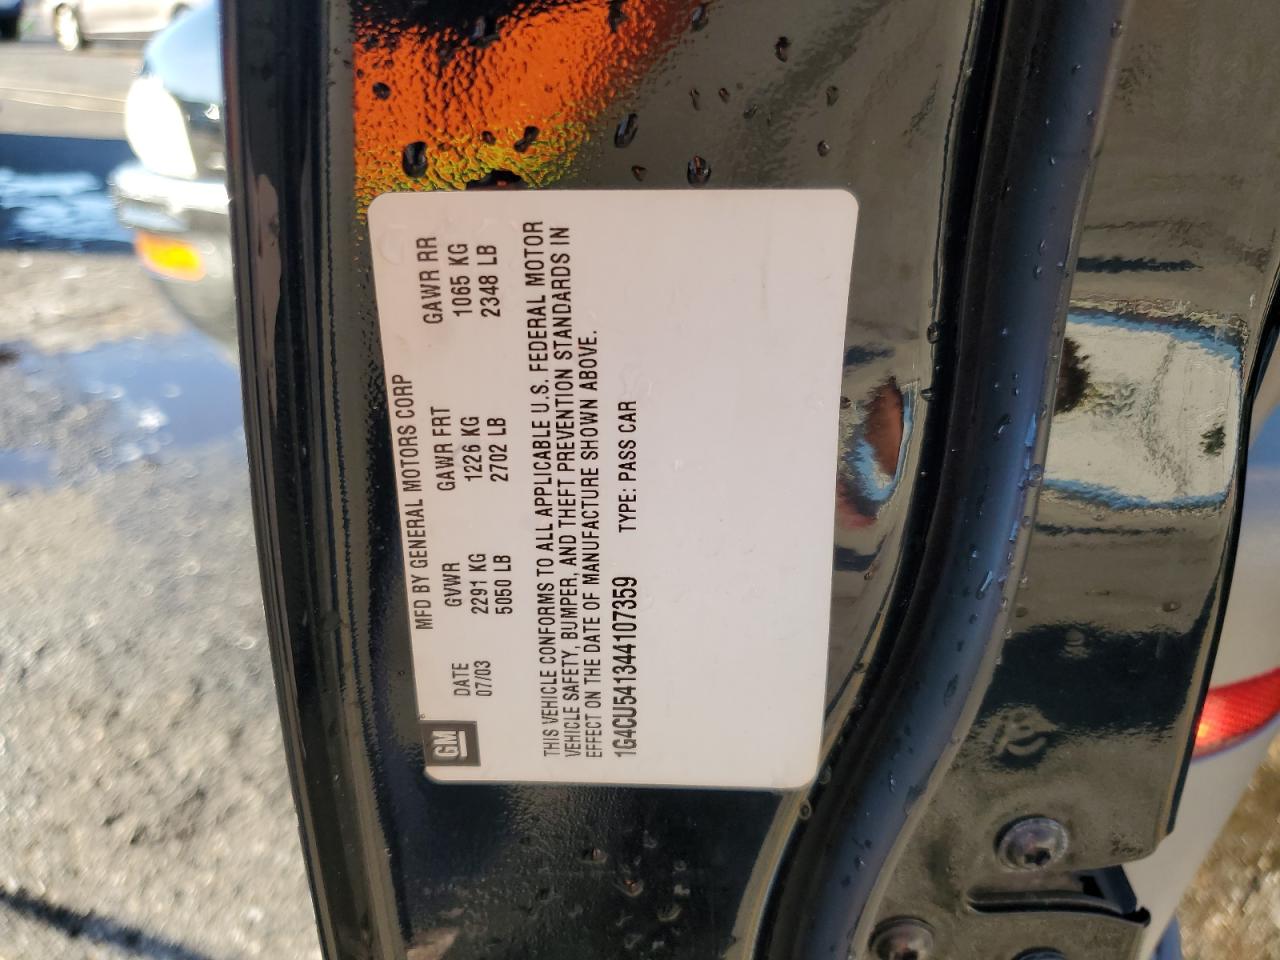 GM
MFD BY GENERAL MOTORS CORP
DATE GVWR GAWR FRT GAWR RR
07/03 2291 KG 1226 KG 1065 KG
5050 LB 2702 LB 2348 LB
THIS VEHICLE CONFORMS TO ALL APPLICABLE U.S. FEDERAL MOTOR
VEHICLE SAFETY, BUMPER, AND THEFT PREVENTION STANDARDS IN
EFFECT ON THE DATE OF MANUFACTURE SHOWN ABOVE.
1G4CU541344107359 TYPE: PASS CAR